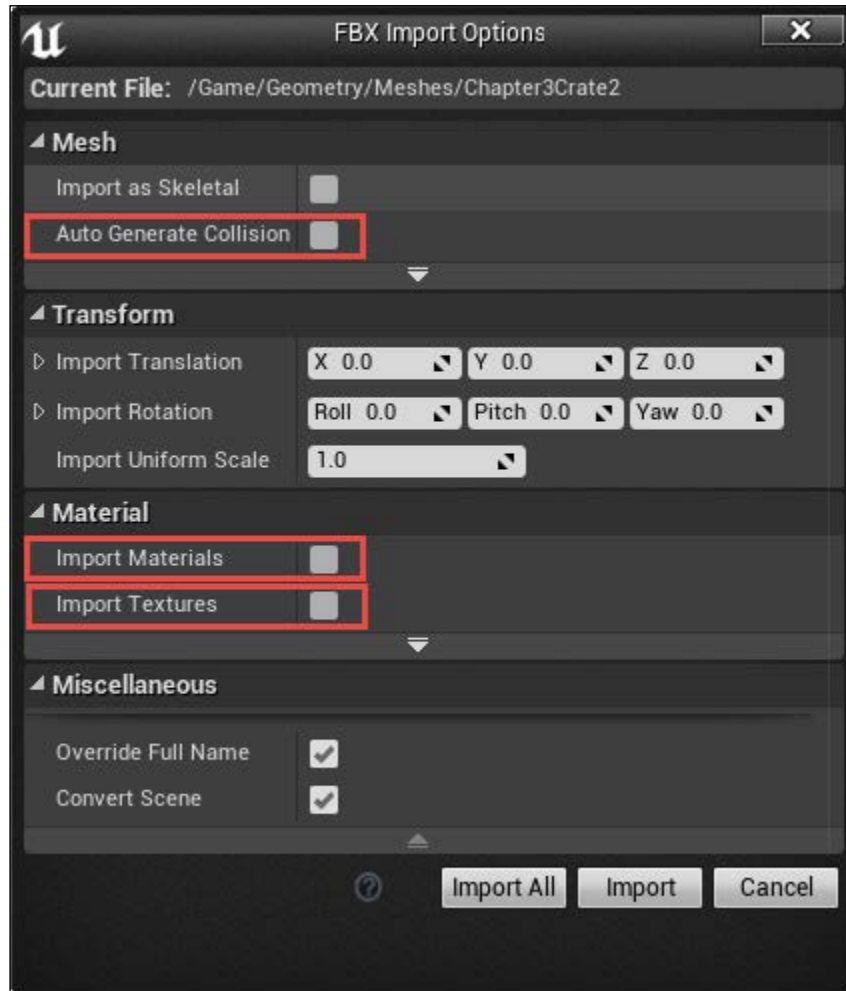 FBX Import Options
Current File: /Game/Geometry/Meshes/Chapter3Crate2
Mesh
Import as Skeletal
Auto Generate Collision
Transform
Import Translation X 0.0 Y 0.0 Z 0.0
Import Rotation Roll 0.0 Pitch 0.0 Yaw 0.0
Import Uniform Scale 1.0
Material
Import Materials
Import Textures
Miscellaneous
Override Full Name
Convert Scene
? Import All Import Cancel